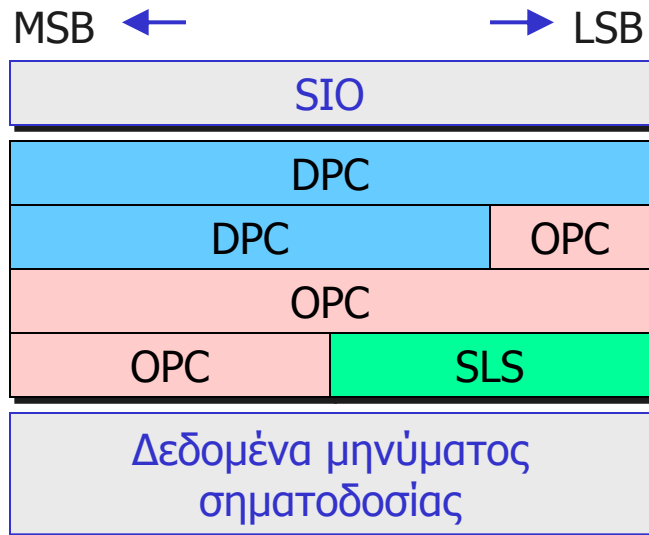 MSB LSB
SIO
DPC
DPC OPC
OPC
OPC SLS
Δεδομένα μηνύματος
σηματοδοσίας